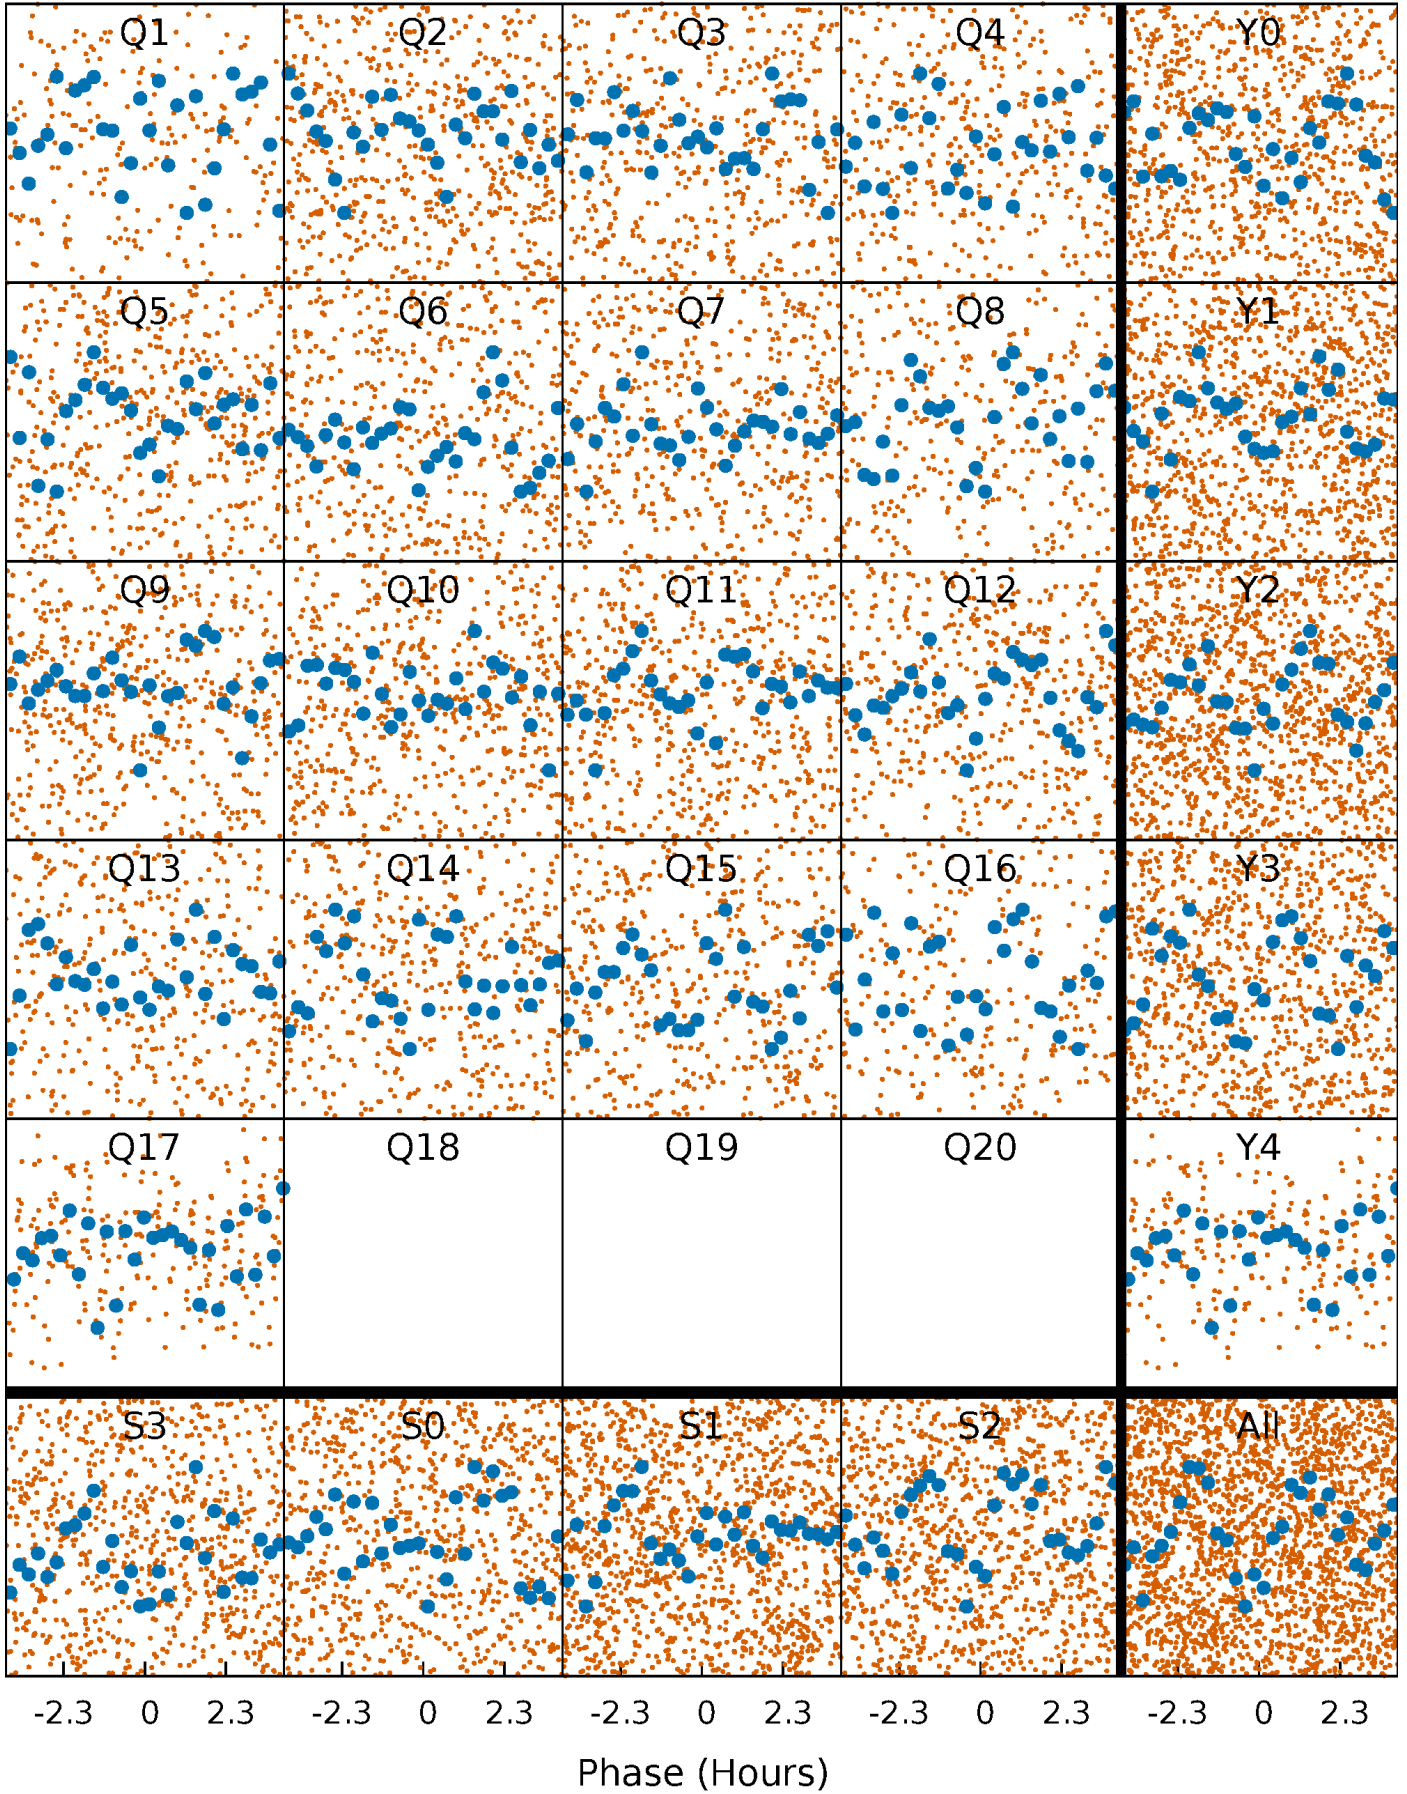 Q1 Q2 Q3 Q4 Y0
Q5 Q6 Q7 Q8 Y1
Q9 Q10 Q11 Q12 Y2
Q13 Q14 Q15 Q16 Y3
Q17 Q18 Q19 Q20 Y4
S3 S0 S1 S2 All
-2.3 0 2.3 -2.3 0 2.3 -2.3 0 2.3 -2.3 0 2.3 -2.3 0 2.3
Phase (Hours)